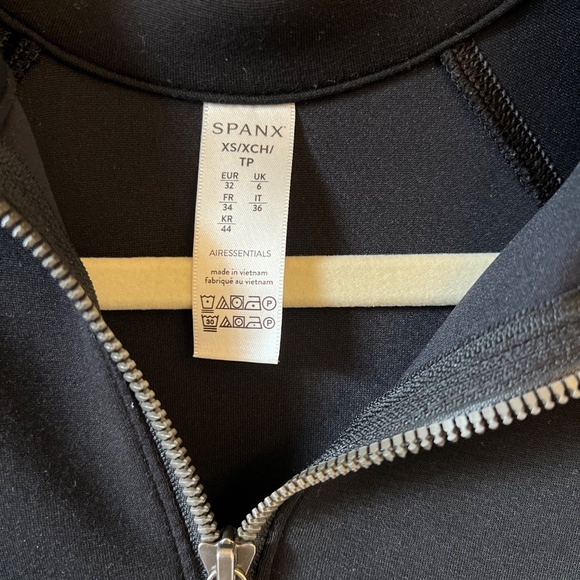 SPANX
XS/XCH/
TP
EUR UK
32 6
FR IT
34 36
KR
44
AIRESSENTIALS
made in vietnam
fabriqué au vietnam
P
30 P